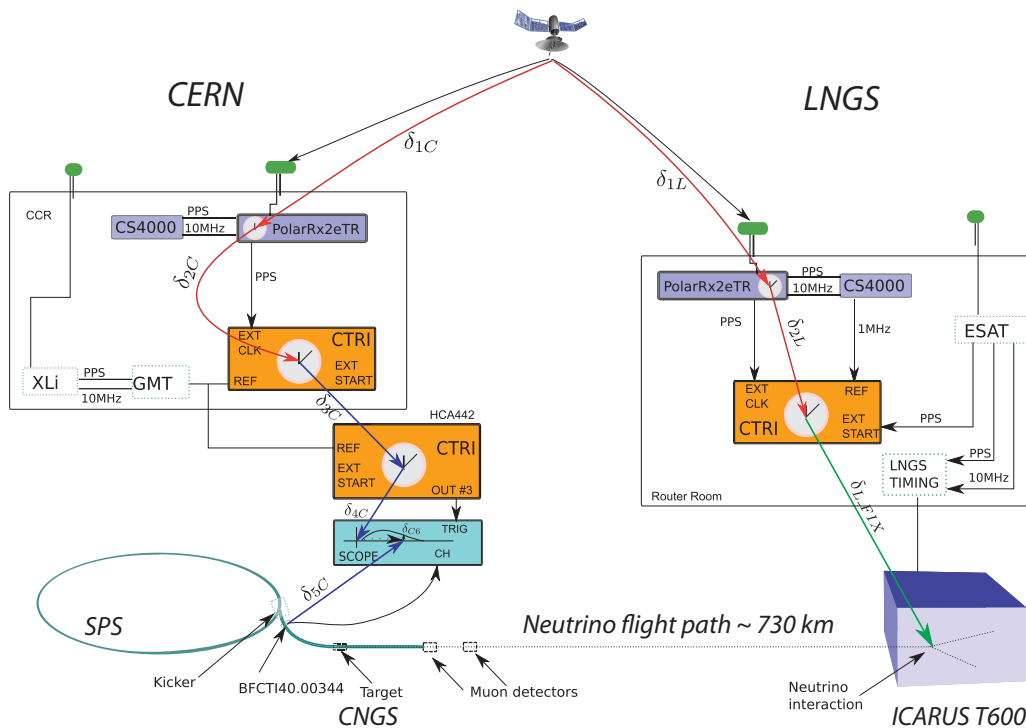 CERN
LNGS
δ1C
δ1L
CCR
CS4000
PPS
10MHz
PolarRx2eTR
δ2C
PPS
EXT
CLK
CTRI
EXT
START
REF
XLi
PPS
10MHz
GMT
δ3C
HCA442
REF
CTRI
EXT
START
OUT #3
δ4C
δC6
TRIG
SCOPE
CH
δ5C
PolarRx2eTR
PPS
10MHz
CS4000
PPS
δ2L
1MHz
ESAT
EXT
CLK
REF
CTRI
EXT
START
PPS
LNGS
TIMING
PPS
10MHz
Router Room
δL_FIX
SPS
Neutrino flight path ~ 730 km
Kicker
BFCTI40.00344
Target
Muon detectors
CNGS
Neutrino
interaction
ICARUS T600